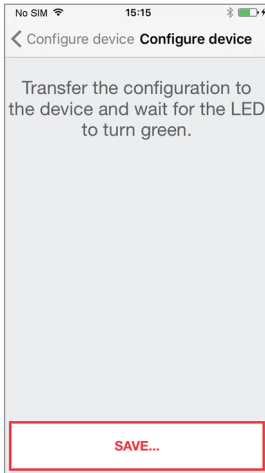 No SIM 15:15
Configure device Configure device
Transfer the configuration to
the device and wait for the LED
to turn green.
SAVE...